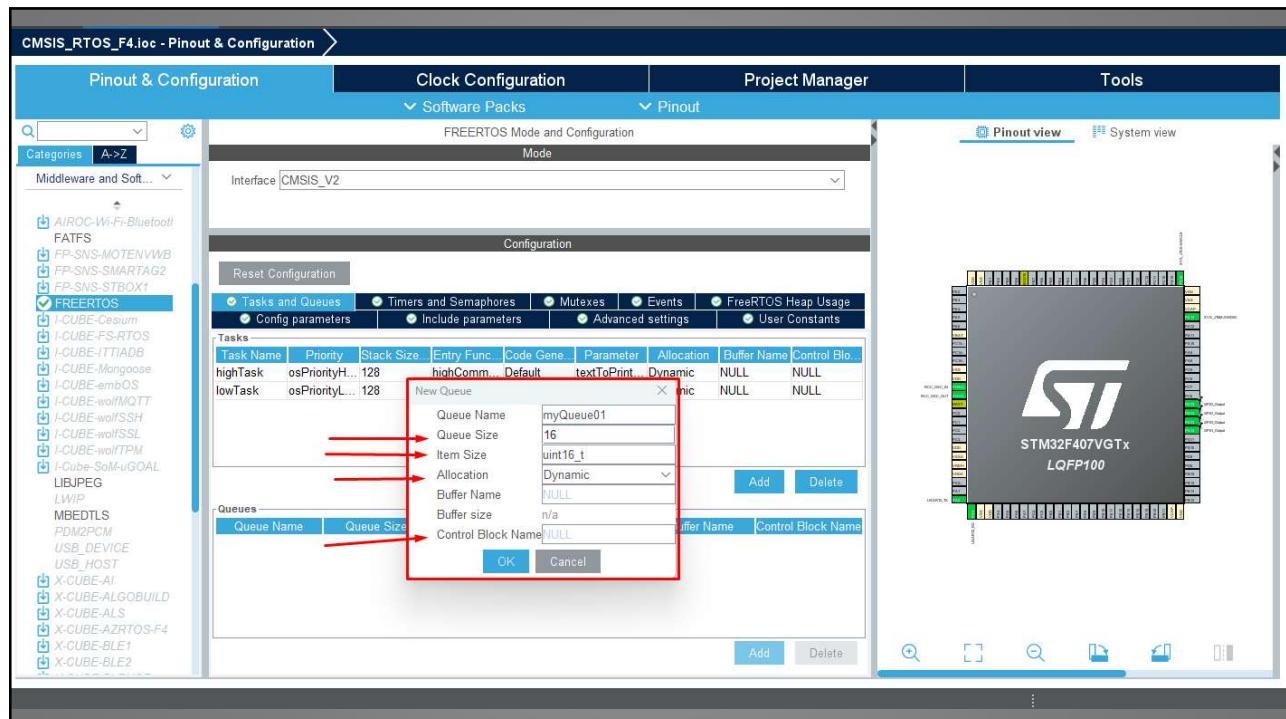 CMSIS_RTOS_F4.ioc - Pinout & Configuration
Pinout & Configuration
Clock Configuration
Project Manager
Tools
Software Packs
Pinout
Categories
A->Z
Middleware and Soft...
AIROC-Wi-Fi-Bluetootl
FATFS
FP-SNS-MOTENVWB
FP-SNS-SMARTAG2
FP-SNS-STBOX1
FREERTOS
I-CUBE-Cesium
I-CUBE-FS-RTOS
I-CUBE-ITTIADB
I-CUBE-Mongoose
I-CUBE-embOS
I-CUBE-wolfMQTT
I-CUBE-wolfSSH
I-CUBE-wolfSSL
I-CUBE-wolfTPM
I-Cube-SoM-uGOAL
LIBJPEG
LWIP
MBEDTLS
PDM2PCM
USB_DEVICE
USB_HOST
X-CUBE-AI
X-CUBE-ALGOBUILD
X-CUBE-ALS
X-CUBE-AZRTOS-F4
X-CUBE-BLE1
X-CUBE-BLE2
FREERTOS Mode and Configuration
Mode
Interface CMSIS_V2
Configuration
Reset Configuration
Tasks and Queues
Timers and Semaphores
Mutexes
Events
FreeRTOS Heap Usage
Config parameters
Include parameters
Advanced settings
User Constants
Tasks
Task Name Priority Stack Size... Entry Func... Code Gene... Parameter Allocation Buffer Name Control Blo...
highTask osPriorityH... 128 highComm... Default textToPrint... Dynamic NULL NULL
lowTask osPriorityL... 128 mic NULL NULL
Add Delete
Queues
Queue Name Queue Size uffer Name Control Block Name
Add Delete
New Queue
Queue Name myQueue01
Queue Size 16
Item Size uint16_t
Allocation Dynamic
Buffer Name NULL
Buffer size n/a
Control Block Name NULL
OK Cancel
Pinout view
System view
STM32F407VGTx
LQFP100